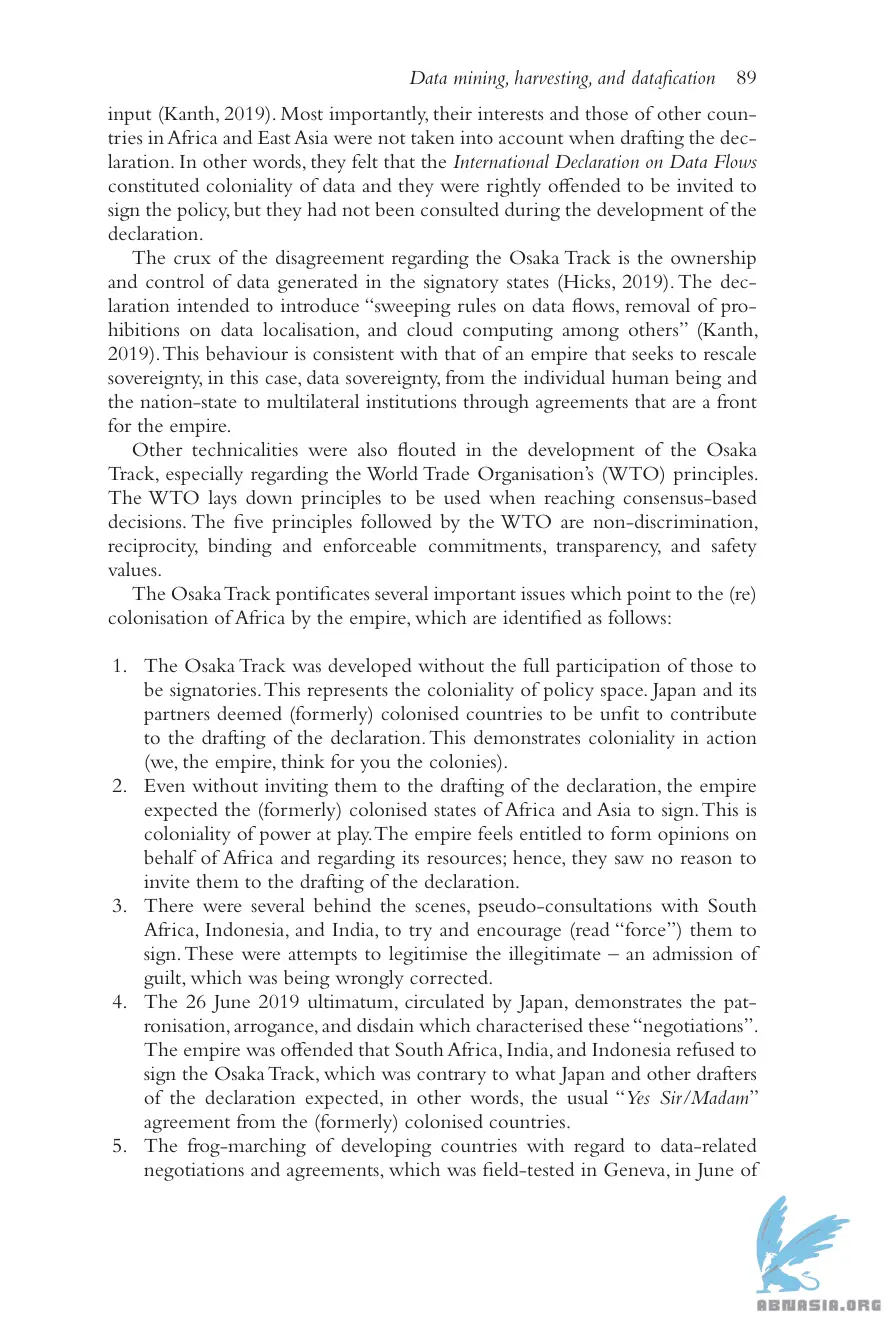 Data mining, harvesting, and datafication 89
input (Kanth, 2019). Most importantly, their interests and those of other coun-
tries in Africa and East Asia were not taken into account when drafting the dec-
laration. In other words, they felt that the International Declaration on Data Flows
constituted coloniality of data and they were rightly offended to be invited to
sign the policy, but they had not been consulted during the development of the
declaration.
The crux of the disagreement regarding the Osaka Track is the ownership
and control of data generated in the signatory states (Hicks, 2019). The dec-
laration intended to introduce “sweeping rules on data flows, removal of pro-
hibitions on data localisation, and cloud computing among others” (Kanth,
2019). This behaviour is consistent with that of an empire that seeks to rescale
sovereignty, in this case, data sovereignty, from the individual human being and
the nation-state to multilateral institutions through agreements that are a front
for the empire.
Other technicalities were also flouted in the development of the Osaka
Track, especially regarding the World Trade Organisation’s (WTO) principles.
The WTO lays down principles to be used when reaching consensus-based
decisions. The five principles followed by the WTO are non-discrimination,
reciprocity, binding and enforceable commitments, transparency, and safety
values.
The Osaka Track pontificates several important issues which point to the (re)
colonisation of Africa by the empire, which are identified as follows:
1. The Osaka Track was developed without the full participation of those to
be signatories. This represents the coloniality of policy space. Japan and its
partners deemed (formerly) colonised countries to be unfit to contribute
to the drafting of the declaration. This demonstrates coloniality in action
(we, the empire, think for you the colonies).
2. Even without inviting them to the drafting of the declaration, the empire
expected the (formerly) colonised states of Africa and Asia to sign. This is
coloniality of power at play. The empire feels entitled to form opinions on
behalf of Africa and regarding its resources; hence, they saw no reason to
invite them to the drafting of the declaration.
3. There were several behind the scenes, pseudo-consultations with South
Africa, Indonesia, and India, to try and encourage (read “force”) them to
sign. These were attempts to legitimise the illegitimate – an admission of
guilt, which was being wrongly corrected.
4. The 26 June 2019 ultimatum, circulated by Japan, demonstrates the pat-
ronisation, arrogance, and disdain which characterised these “negotiations”.
The empire was offended that South Africa, India, and Indonesia refused to
sign the Osaka Track, which was contrary to what Japan and other drafters
of the declaration expected, in other words, the usual “Yes Sir/Madam”
agreement from the (formerly) colonised countries.
5. The frog-marching of developing countries with regard to data-related
negotiations and agreements, which was field-tested in Geneva, in June of
ABNASIA.ORG